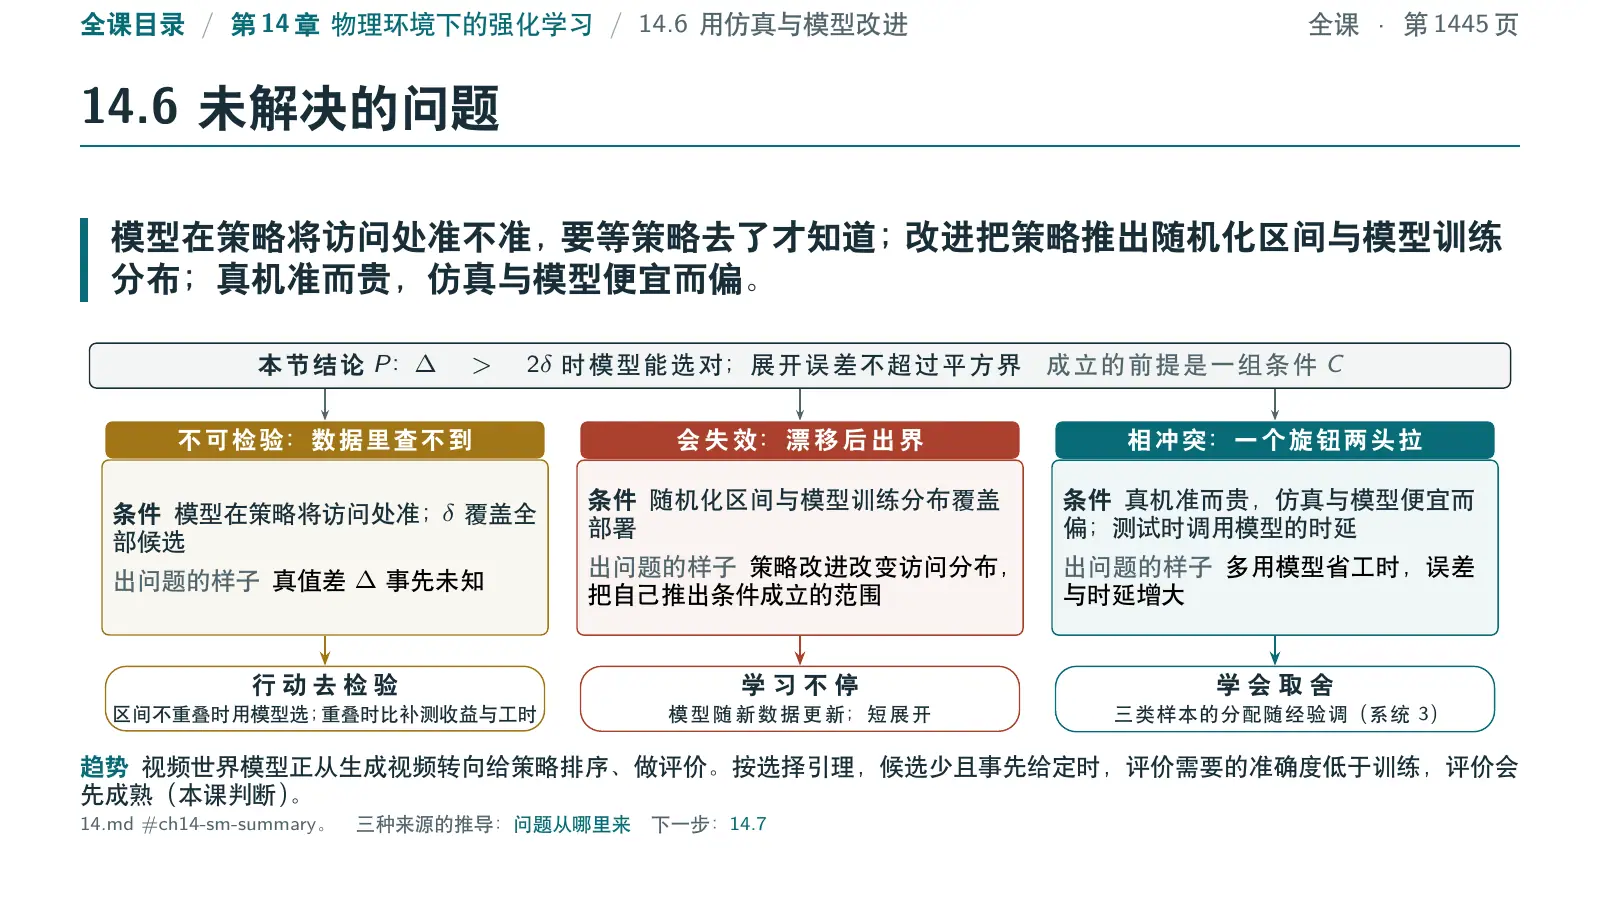 全课目录 / 第 14 章 物理环境下的强化学习 / 14.6 用仿真与模型改进
全课 · 第 1445 页
14.6 未解决的问题
模型在策略将访问处准不准，要等策略去了才知道；改进把策略推出随机化区间与模型训练
分布；真机准而贵，仿真与模型便宜而偏。
本节结论 P：Δ > 2δ 时模型能选对；展开误差不超过平方界 成立的前提是一组条件 C
不可检验：数据里查不到
条件 模型在策略将访问处准；δ 覆盖全
部候选
出问题的样子 真值差 Δ 事先未知
行动去检验
区间不重叠时用模型选；重叠时比补测收益与工时
会失效：漂移后出界
条件 随机化区间与模型训练分布覆盖
部署
出问题的样子 策略改进改变访问分布，
把自己推出条件成立的范围
学习不停
模型随新数据更新；短展开
相冲突：一个旋钮两头拉
条件 真机准而贵，仿真与模型便宜而
偏；测试时调用模型的时延
出问题的样子 多用模型省工时，误差
与时延增大
学会取舍
三类样本的分配随经验调（系统 3）
趋势 视频世界模型正从生成视频转向给策略排序、做评价。按选择引理，候选少且事先给定时，评价需要的准确度低于训练，评价会
先成熟（本课判断）。
14.md #ch14-sm-summary。 三种来源的推导：问题从哪里来 下一步：14.7